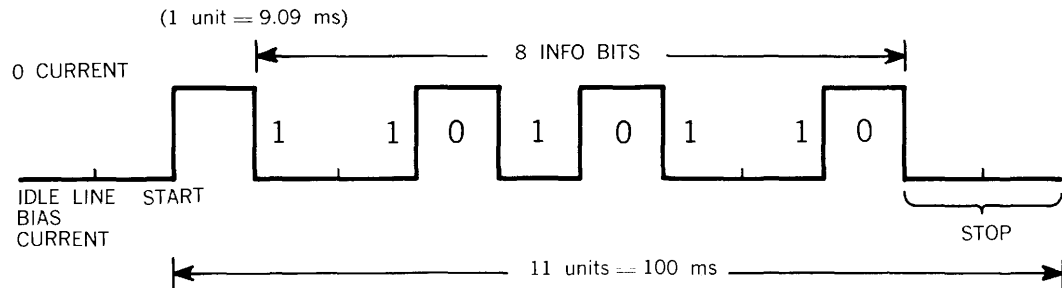 (1 unit = 9.09 ms)
8 INFO BITS
0 CURRENT
1 1 0 1 0 1 1 0
IDLE LINE START
BIAS
CURRENT
STOP
11 units = 100 ms